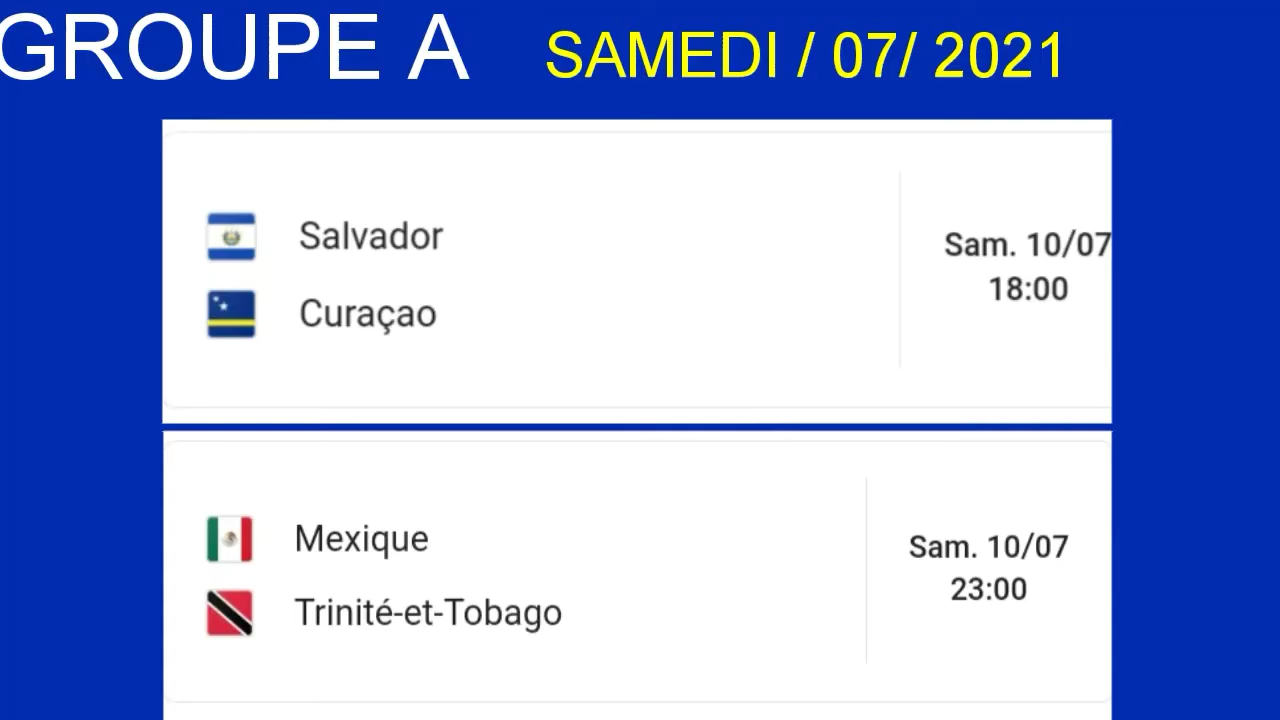 GROUPE A
SAMEDI / 07/ 2021
Salvador
Curaçao
Sam. 10/07
18:00
Mexique
Trinité-et-Tobago
Sam. 10/07
23:00